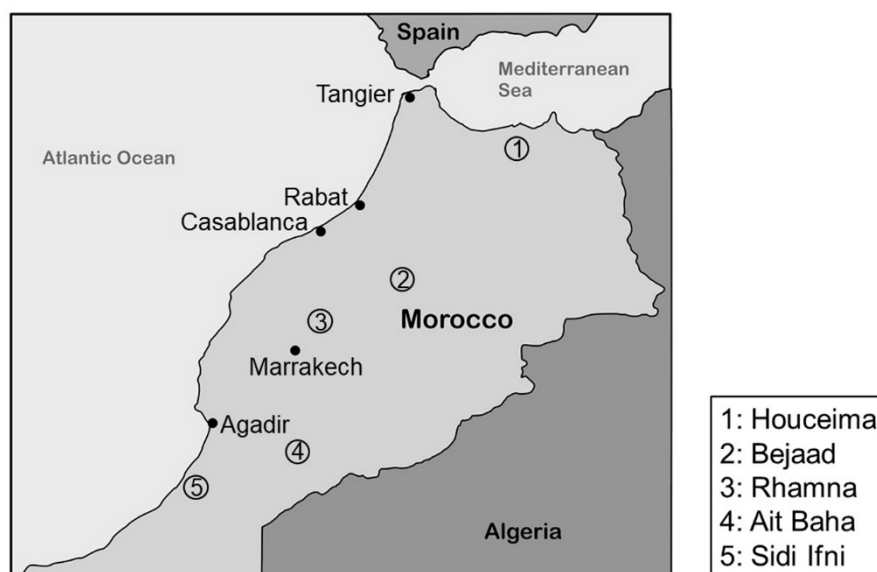 Spain
Mediterranean
Sea
Tangier
1
Atlantic Ocean
Rabat
Casablanca
2
3
Morocco
Marrakech
Agadir
4
5
Algeria
1: Houceima
2: Bejaad
3: Rhamna
4: Ait Baha
5: Sidi Ifni